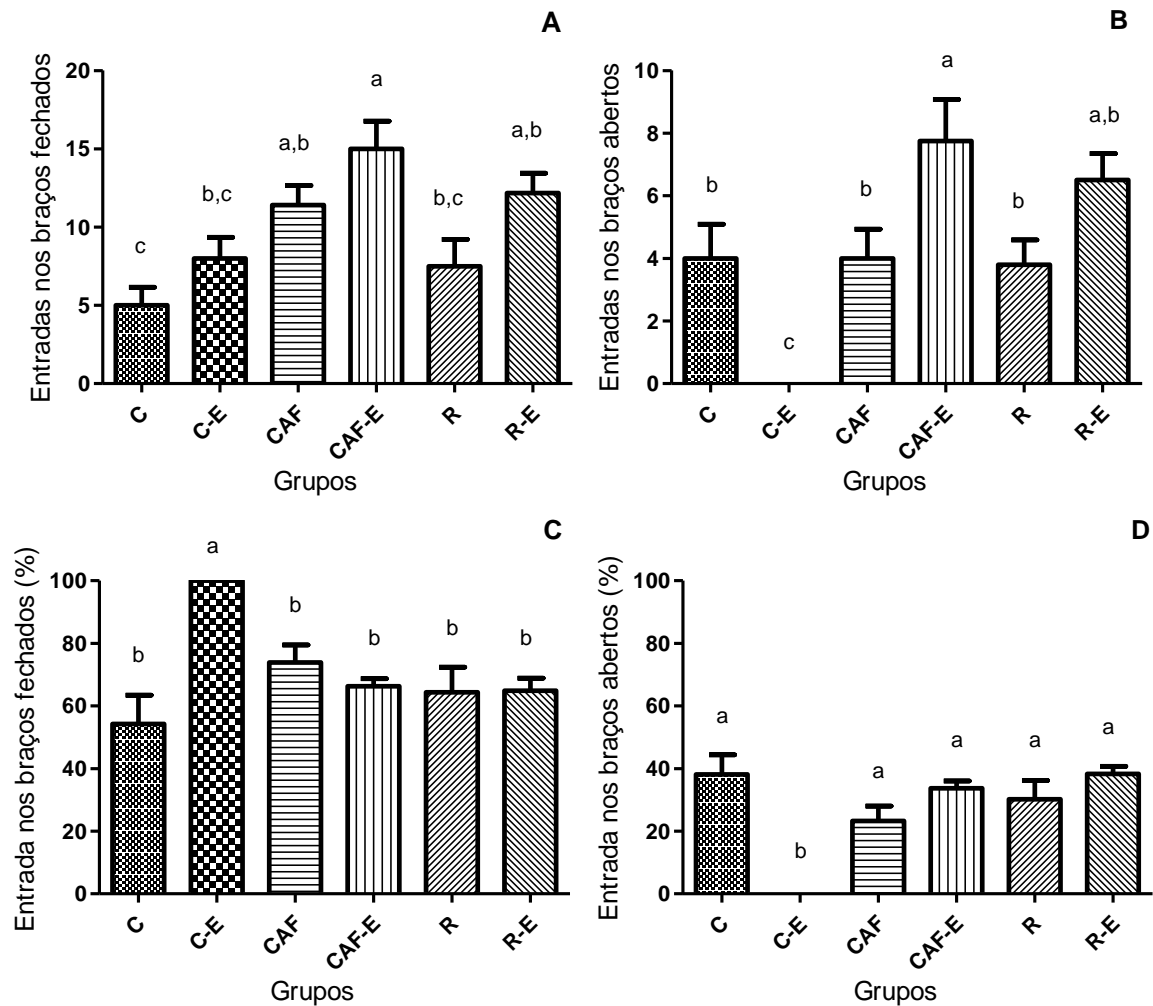 A
Entradas nos braços fechados
20
15
10
5
0
c
b,c
a,b
a
b,c
a,b
C
C-E
CAF
CAF-E
R
R-E
Grupos
B
Entradas nos braços abertos
10
8
6
4
2
0
b
c
b
a
b
a,b
C
C-E
CAF
CAF-E
R
R-E
Grupos
C
Entrada nos braços fechados (%)
100
80
60
40
20
0
b
a
b
b
b
b
C
C-E
CAF
CAF-E
R
R-E
Grupos
D
Entrada nos braços abertos (%)
100
80
60
40
20
0
a
b
a
a
a
a
C
C-E
CAF
CAF-E
R
R-E
Grupos